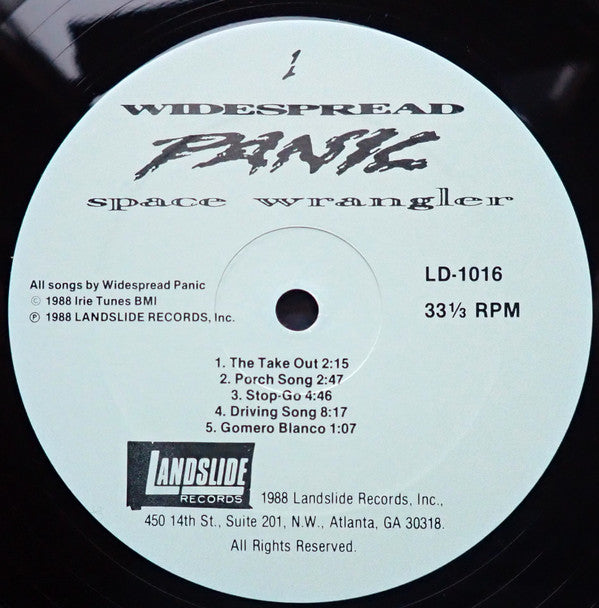 1
WIDESPREAD
PANIC
space wrangler
All songs by Widespread Panic
© 1988 Irie Tunes BMI
℗ 1988 LANDSLIDE RECORDS, Inc.
LD-1016
33⅓ RPM
1. The Take Out 2:15
2. Porch Song 2:47
3. Stop-Go 4:46
4. Driving Song 8:17
5. Gomero Blanco 1:07
LANDSLIDE
RECORDS
1988 Landslide Records, Inc.,
450 14th St., Suite 201, N.W., Atlanta, GA 30318.
All Rights Reserved.